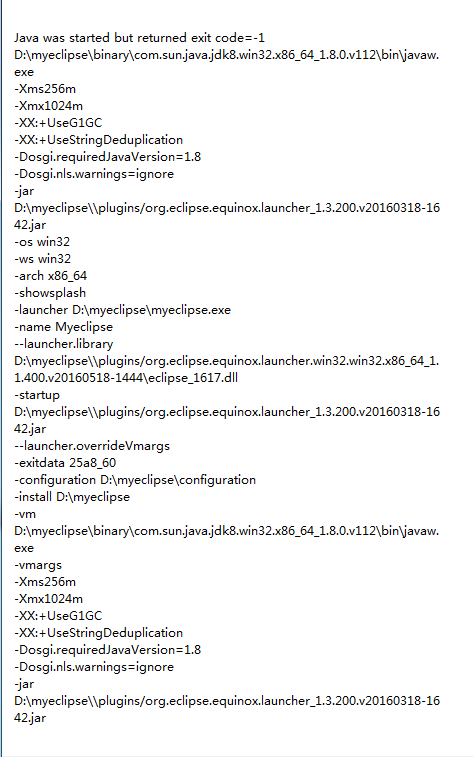 Java was started but returned exit code=-1
D:\myeclipse\binary\com.sun.java.jdk8.win32.x86_64_1.8.0.v112\bin\javaw.
exe
-Xms256m
-Xmx1024m
-XX:+UseG1GC
-XX:+UseStringDeduplication
-Dosgi.requiredJavaVersion=1.8
-Dosgi.nls.warnings=ignore
-jar
D:\myeclipse\\plugins/org.eclipse.equinox.launcher_1.3.200.v20160318-16
42.jar
-os win32
-ws win32
-arch x86_64
-showsplash
-launcher D:\myeclipse\myeclipse.exe
-name Myeclipse
--launcher.library
D:\myeclipse\\plugins/org.eclipse.equinox.launcher.win32.win32.x86_64_1.
1.400.v20160518-1444\eclipse_1617.dll
-startup
D:\myeclipse\\plugins/org.eclipse.equinox.launcher_1.3.200.v20160318-16
42.jar
--launcher.overrideVmargs
-exitdata 25a8_60
-configuration D:\myeclipse\configuration
-install D:\myeclipse
-vm
D:\myeclipse\binary\com.sun.java.jdk8.win32.x86_64_1.8.0.v112\bin\javaw.
exe
-vmargs
-Xms256m
-Xmx1024m
-XX:+UseG1GC
-XX:+UseStringDeduplication
-Dosgi.requiredJavaVersion=1.8
-Dosgi.nls.warnings=ignore
-jar
D:\myeclipse\\plugins/org.eclipse.equinox.launcher_1.3.200.v20160318-16
42.jar